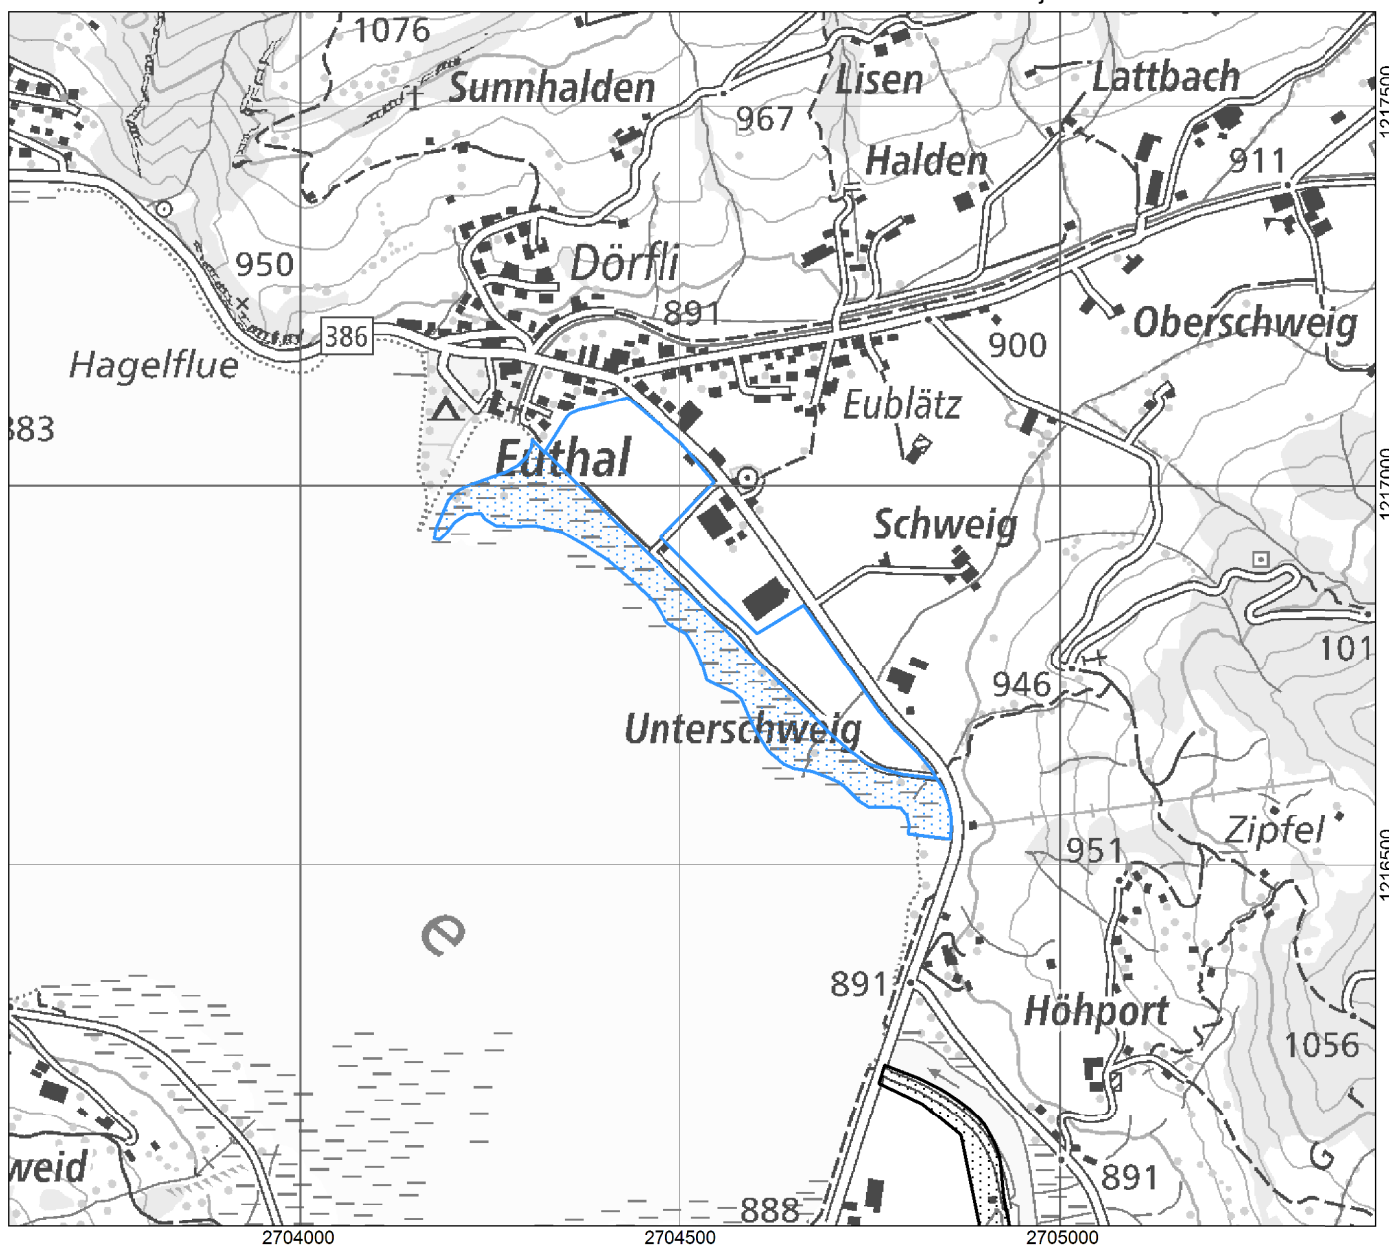 1076
Sunnhalden
Lisen
Lattbach
967
1217500
Halden
911
950
Dörfli
891
386
Hagelflue
900
Oberschweig
883
Eublätz
Euthal
1217000
Schweig
101
946
Unterschweig
951
Zipfel
1216500
e
891
Höhport
1056
r
G
weid
891
888
2704000
2704500
2705000